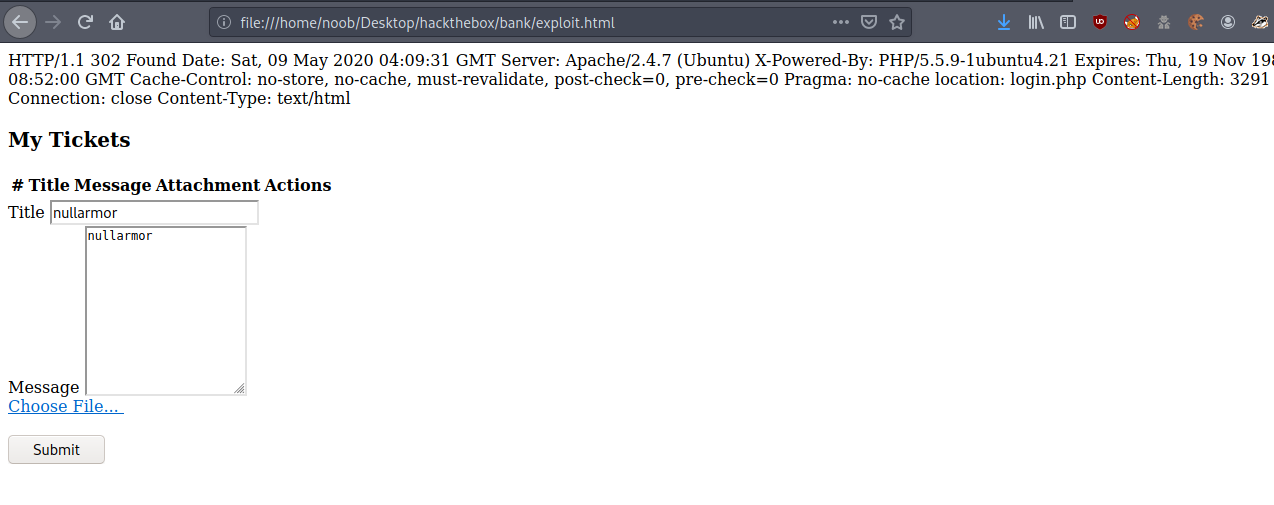 file:///home/noob/Desktop/hackthebox/bank/exploit.html
HTTP/1.1 302 Found Date: Sat, 09 May 2020 04:09:31 GMT Server: Apache/2.4.7 (Ubuntu) X-Powered-By: PHP/5.5.9-1ubuntu4.21 Expires: Thu, 19 Nov 198
08:52:00 GMT Cache-Control: no-store, no-cache, must-revalidate, post-check=0, pre-check=0 Pragma: no-cache location: login.php Content-Length: 3291
Connection: close Content-Type: text/html
My Tickets
# Title Message Attachment Actions
Title nullarmor
nullarmor
Message
Choose File...
Submit